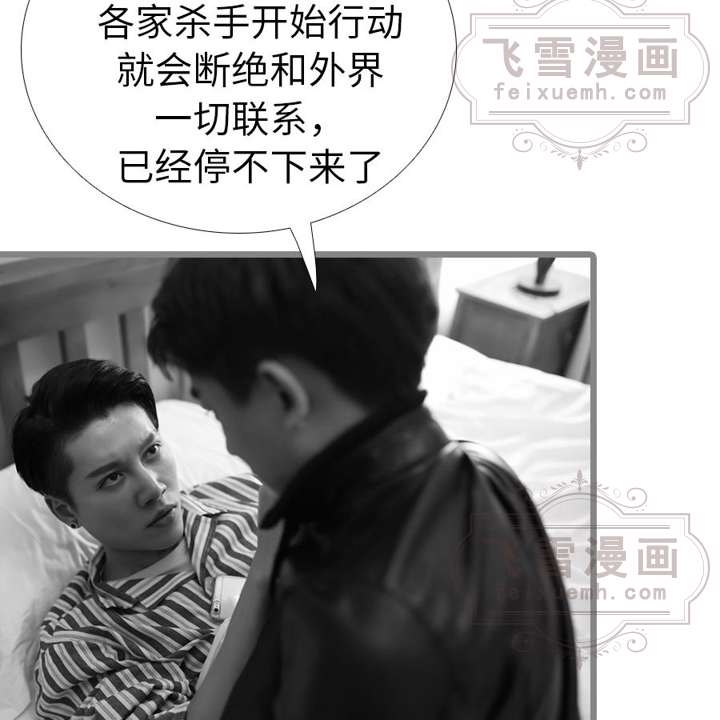 各家杀手开始行动
就会断绝和外界
一切联系，
已经停不下来了
飞雪漫画
feixuemh.com
飞雪漫画
feixuemh.com